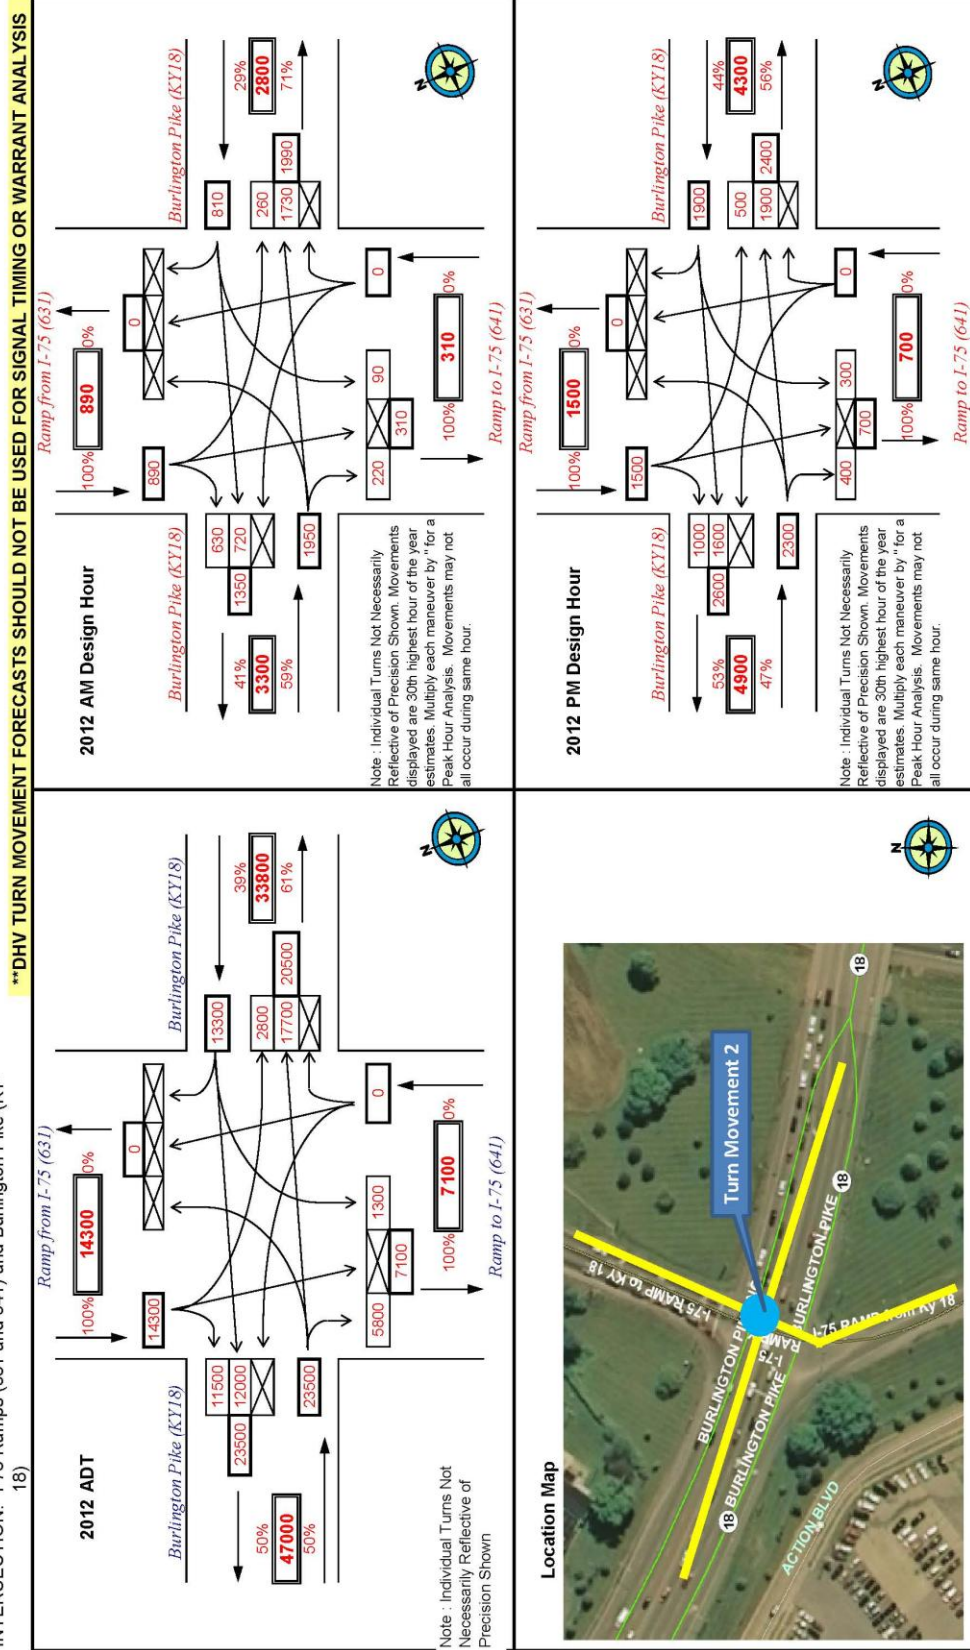 **DHV TURN MOVEMENT FORECASTS SHOULD NOT BE USED FOR SIGNAL TIMING OR WARRANT ANALYSIS
18)
2012 ADT
Ramp from I-75 (631)
100%
14300
0%
14300
0
Burlington Pike (KY18)
Burlington Pike (KY18)
11500
12000
23500
23500
50%
47000
50%
13300
39%
33800
61%
2800
17700
20500
5800
1300
7100
0
100%
7100
0%
Ramp to I-75 (641)
Note : Individual Turns Not
Necessarily Reflective of
Precision Shown
N
2012 AM Design Hour
Ramp from I-75 (631)
100%
890
0%
890
0
Burlington Pike (KY18)
Burlington Pike (KY18)
630
720
1350
1950
41%
3300
59%
810
29%
2800
71%
260
1730
1990
220
90
310
0
100%
310
0%
Ramp to I-75 (641)
Note : Individual Turns Not Necessarily
Reflective of Precision Shown. Movements
displayed are 30th highest hour of the year
estimates. Multiply each maneuver by " for a
Peak Hour Analysis. Movements may not
all occur during same hour.
N
Location Map
Turn Movement 2
I-75 RAMP to KY 18
BURLINGTON PIKE
18 BURLINGTON PIKE
BURLINGTON PIKE 18
18
I-75
ACTION BLVD
N
2012 PM Design Hour
Ramp from I-75 (631)
100%
1500
0%
1500
0
Burlington Pike (KY18)
Burlington Pike (KY18)
1000
1600
2600
2300
53%
4900
47%
1900
44%
4300
56%
500
1900
2400
400
300
700
0
100%
700
0%
Ramp to I-75 (641)
Note : Individual Turns Not Necessarily
Reflective of Precision Shown. Movements
displayed are 30th highest hour of the year
estimates. Multiply each maneuver by " for a
Peak Hour Analysis. Movements may not
all occur during same hour.
N